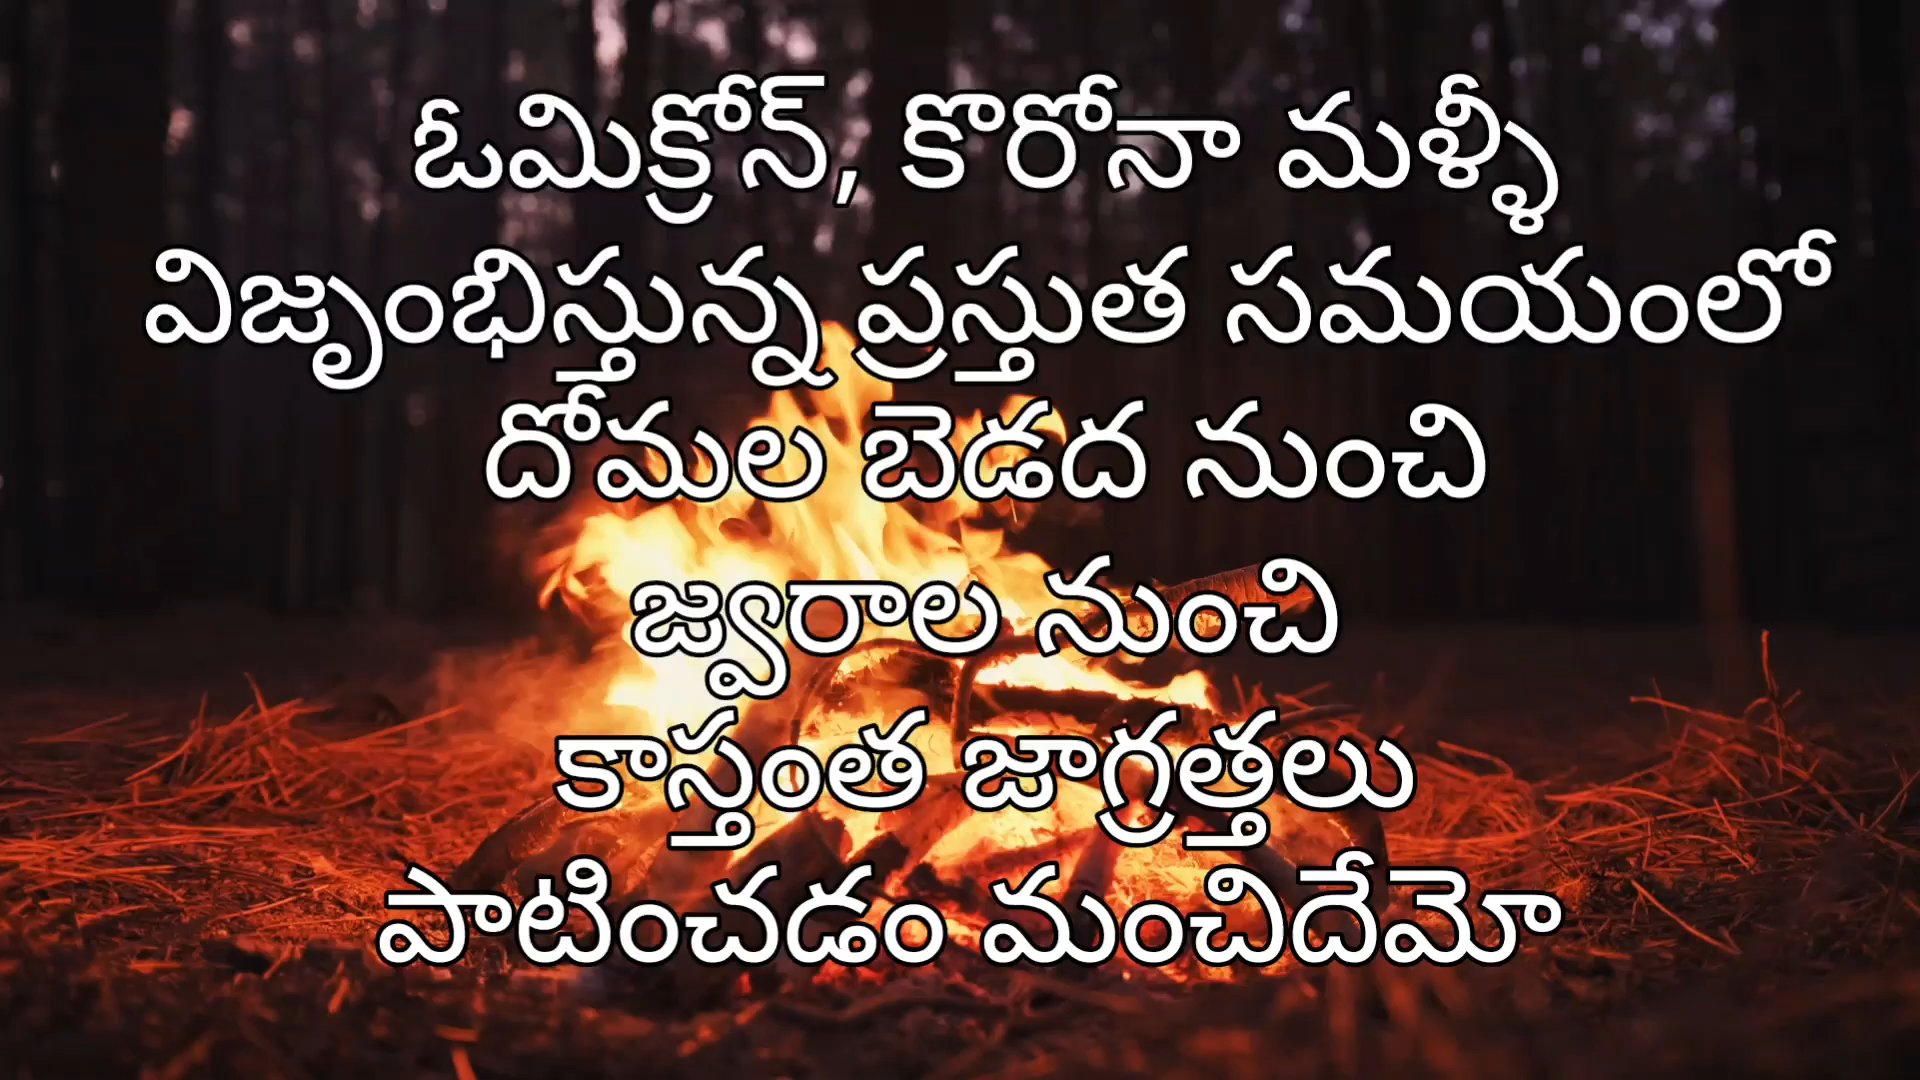 ఓమిక్రోన్, కొరోనా మళ్ళీ
విజృంభిస్తున్న ప్రస్తుత సమయంలో
దోమల బెడద నుంచి
జ్వరాల నుంచి
కాస్తంత జాగ్రత్తలు
పాటించడం మంచిదేమో